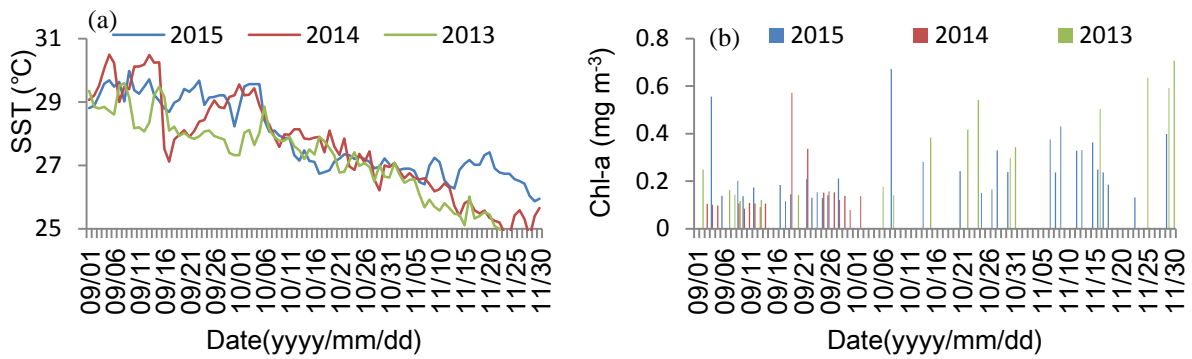 (a)
2015 2014 2013
SST (°C)
31
29
27
25
09/01 09/06 09/11 09/16 09/21 09/26 10/01 10/06 10/11 10/16 10/21 10/26 10/31 11/05 11/10 11/15 11/20 11/25 11/30
Date(yyyy/mm/dd)
(b)
2015 2014 2013
Chl-a (mg m-3)
0.8
0.6
0.4
0.2
0
09/01 09/06 09/11 09/16 09/21 09/26 10/01 10/06 10/11 10/16 10/21 10/26 10/31 11/05 11/10 11/15 11/20 11/25 11/30
Date(yyyy/mm/dd)